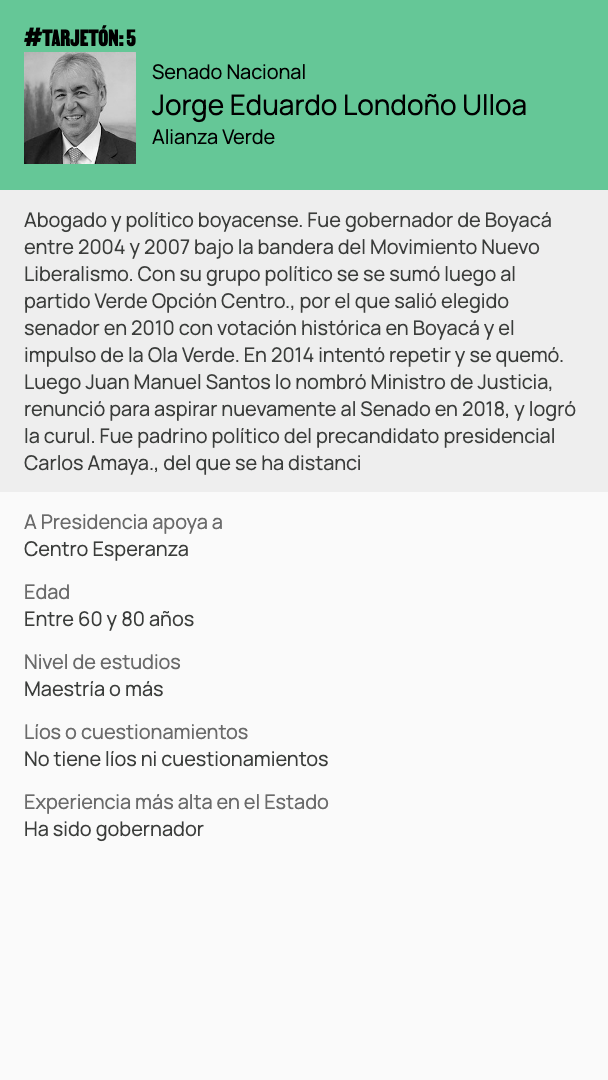 #TARJETÓN: 5
Senado Nacional
Jorge Eduardo Londoño Ulloa
Alianza Verde
Abogado y político boyacense. Fue gobernador de Boyacá
entre 2004 y 2007 bajo la bandera del Movimiento Nuevo
Liberalismo. Con su grupo político se se sumó luego al
partido Verde Opción Centro., por el que salió elegido
senador en 2010 con votación histórica en Boyacá y el
impulso de la Ola Verde. En 2014 intentó repetir y se quemó.
Luego Juan Manuel Santos lo nombró Ministro de Justicia,
renunció para aspirar nuevamente al Senado en 2018, y logró
la curul. Fue padrino político del precandidato presidencial
Carlos Amaya., del que se ha distanci
A Presidencia apoya a
Centro Esperanza
Edad
Entre 60 y 80 años
Nivel de estudios
Maestría o más
Líos o cuestionamientos
No tiene líos ni cuestionamientos
Experiencia más alta en el Estado
Ha sido gobernador